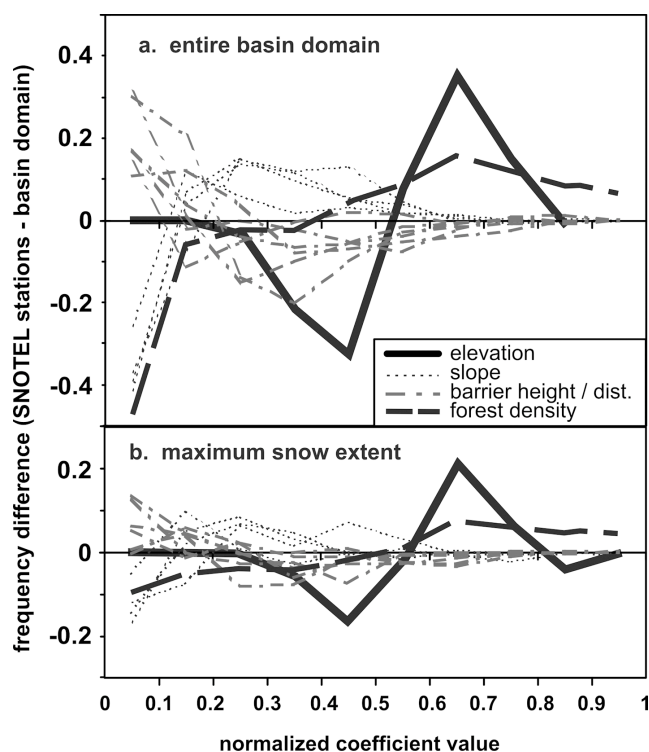 frequency difference (SNOTEL stations - basin domain)
a. entire basin domain
0.4
0.2
0
-0.2
-0.4
elevation
slope
barrier height / dist.
forest density
b. maximum snow extent
0.2
0
-0.2
0 0.1 0.2 0.3 0.4 0.5 0.6 0.7 0.8 0.9 1
normalized coefficient value